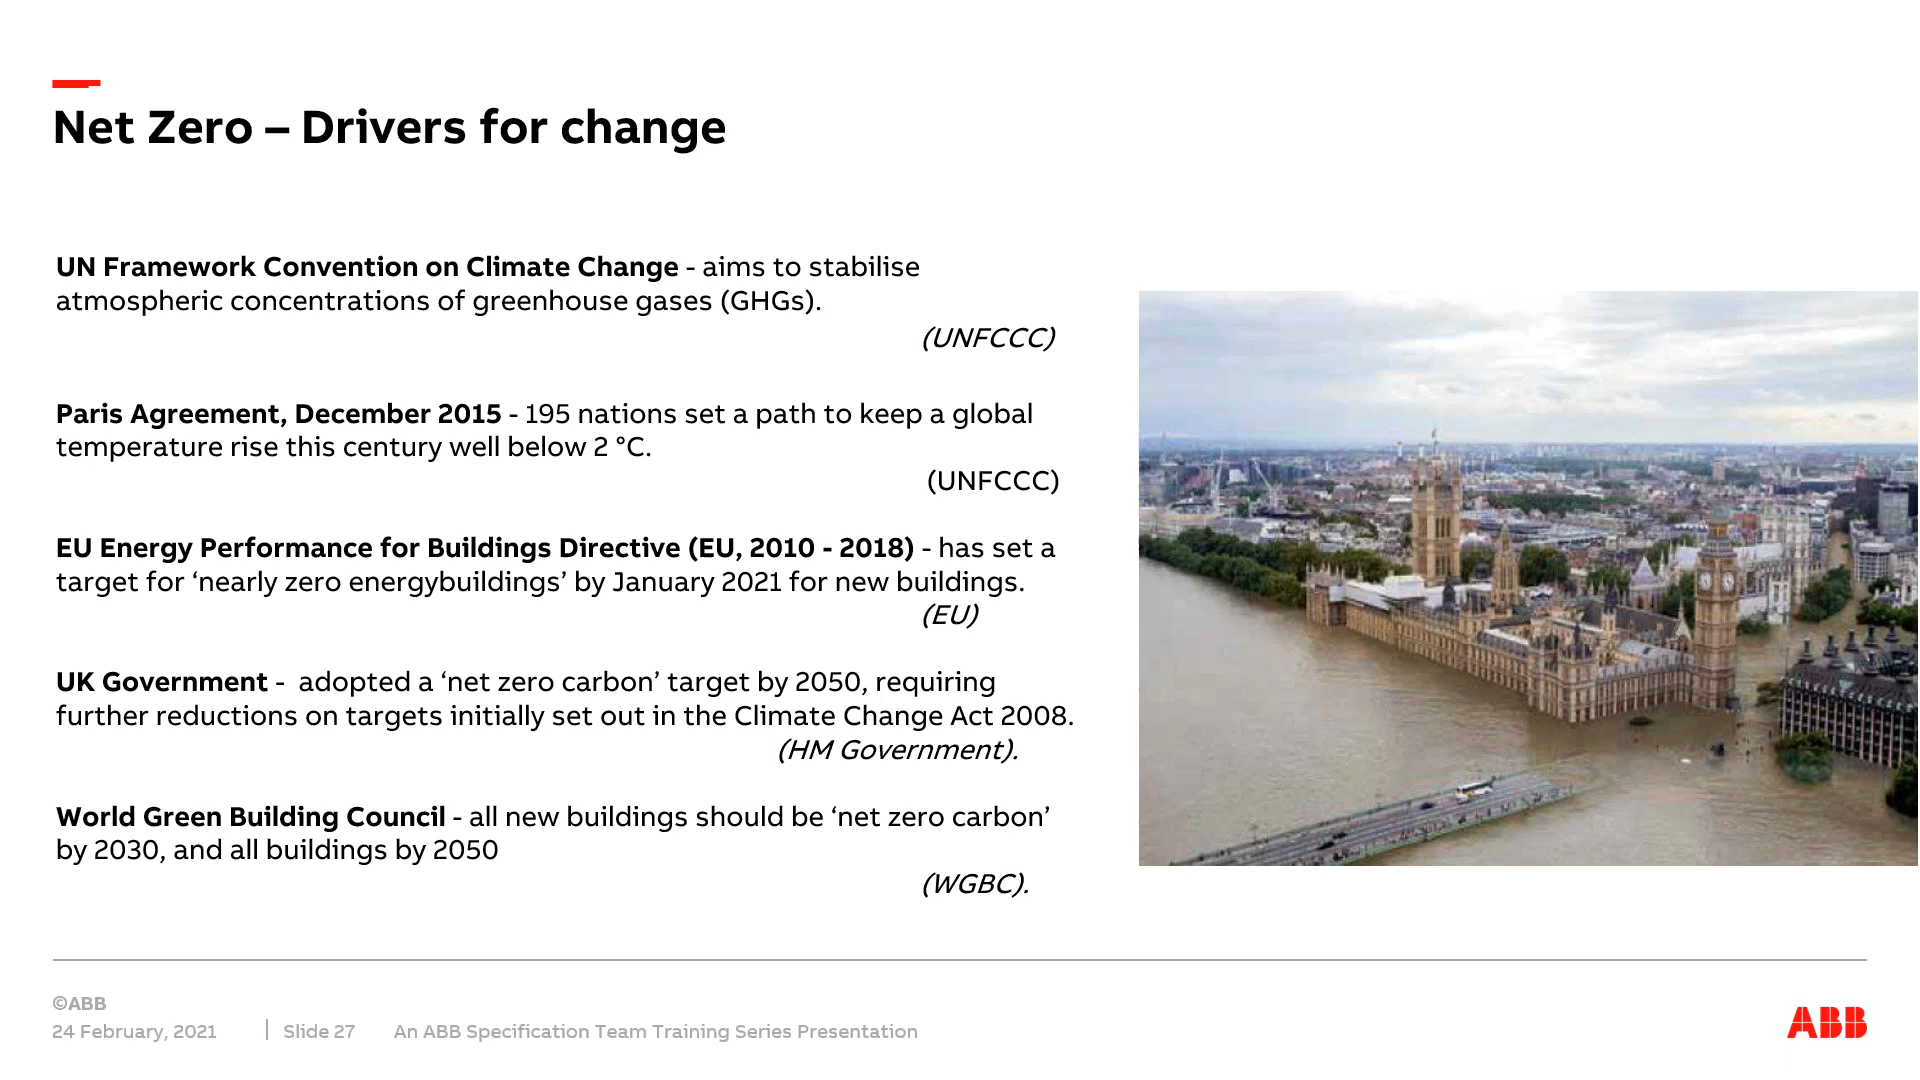 Net Zero – Drivers for change
UN Framework Convention on Climate Change - aims to stabilise
atmospheric concentrations of greenhouse gases (GHGs).
(UNFCCC)
Paris Agreement, December 2015 - 195 nations set a path to keep a global
temperature rise this century well below 2 °C.
(UNFCCC)
EU Energy Performance for Buildings Directive (EU, 2010 - 2018) - has set a
target for ‘nearly zero energybuildings’ by January 2021 for new buildings.
(EU)
UK Government -  adopted a ‘net zero carbon’ target by 2050, requiring
further reductions on targets initially set out in the Climate Change Act 2008.
(HM Government).
World Green Building Council - all new buildings should be ‘net zero carbon’
by 2030, and all buildings by 2050
(WGBC).
©ABB
24 February, 2021 | Slide 27 An ABB Specification Team Training Series Presentation
ABB